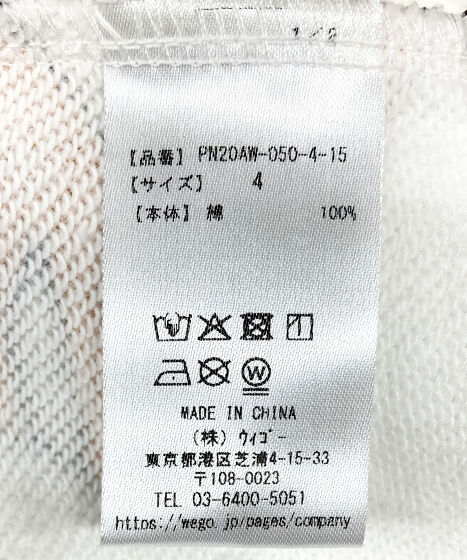 1/2
【品番】 PN20AW-050-4-15
【サイズ】 4
【本体】 綿 100%
W
MADE IN CHINA
(株) ウィゴー
東京都港区芝浦4-15-33
〒108-0023
TEL 03-6400-5051
https://wego.jp/pages/company